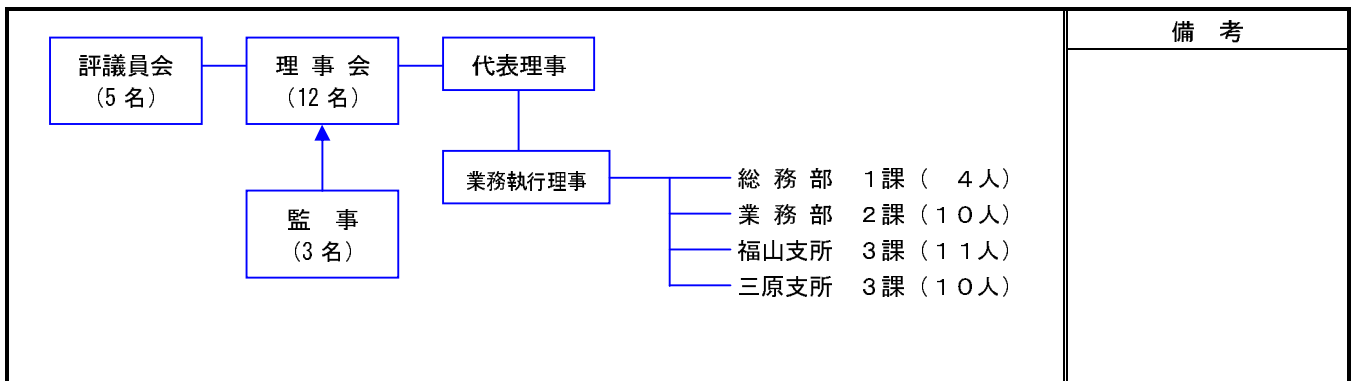 備　考
評議員会
（5 名）
理 事 会
（12 名）
代表理事
業務執行理事
監　事
（3 名）
総 務 部　１課（　４人）
業 務 部　２課（１０人）
福山支所　３課（１１人）
三原支所　３課（１０人）